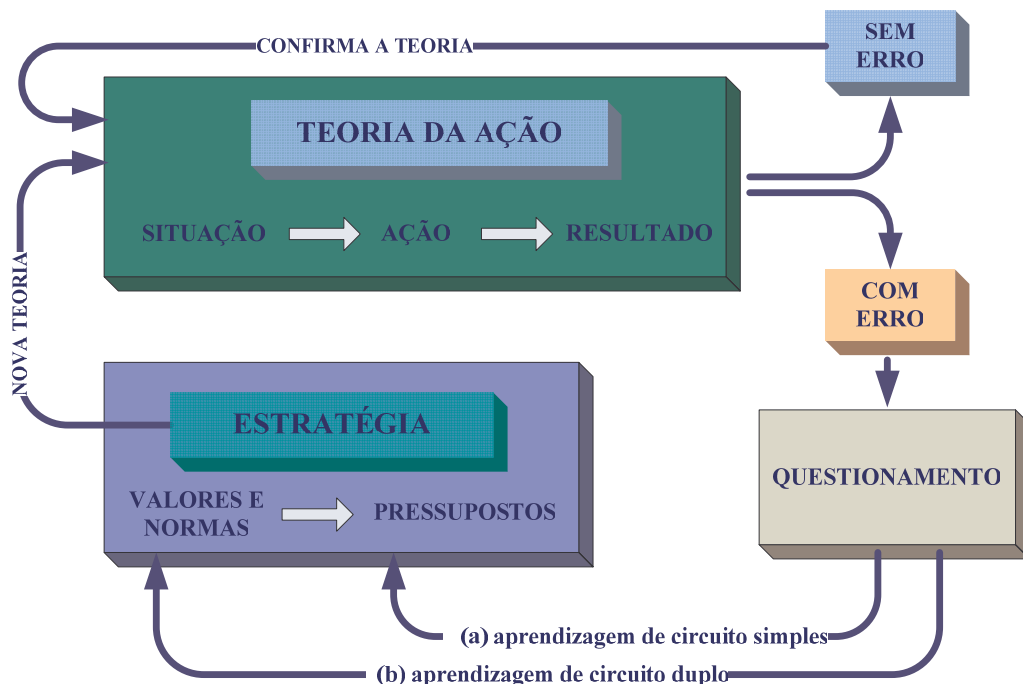 CONFIRMA A TEORIA
SEM
ERRO
TEORIA DA AÇÃO
SITUAÇÃO
AÇÃO
RESULTADO
COM
ERRO
NOVA TEORIA
ESTRATÉGIA
VALORES E
NORMAS
PRESSUPOSTOS
QUESTIONAMENTO
(a) aprendizagem de circuito simples
(b) aprendizagem de circuito duplo